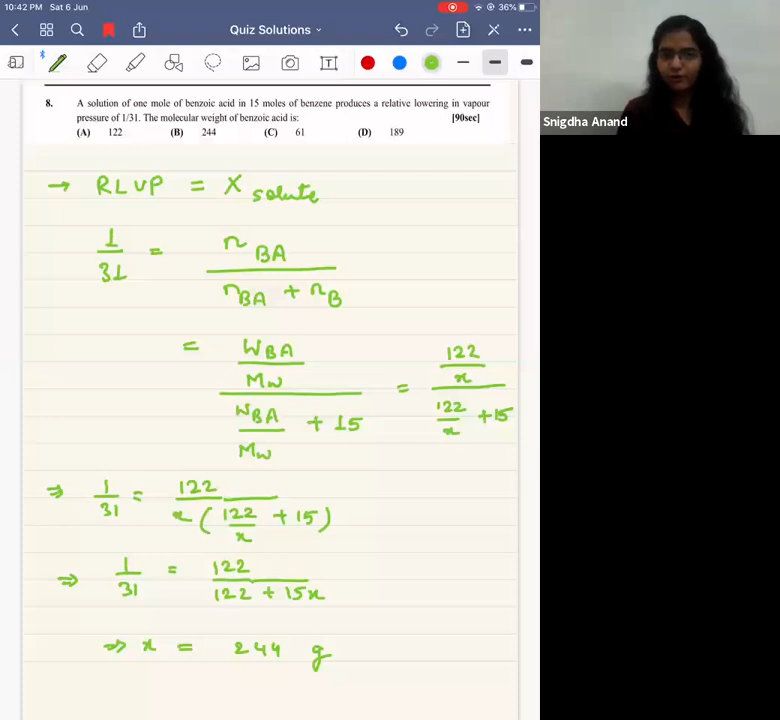 10:42 PM Sat 6 Jun
36%
Quiz Solutions
T
Snigdha Anand
8. A solution of one mole of benzoic acid in 15 moles of benzene produces a relative lowering in vapour
pressure of 1/31. The molecular weight of benzoic acid is: [90sec]
(A) 122 (B) 244 (C) 61 (D) 189
→ RLVP = X solute
1/31 = n BA / n BA + n B
= W BA / Mw / W BA / Mw + 15 = 122/x / 122/x + 15
⇒ 1/31 = 122 / x ( 122/x + 15 )
⇒ 1/31 = 122 / 122 + 15x
⇒ x = 244 g